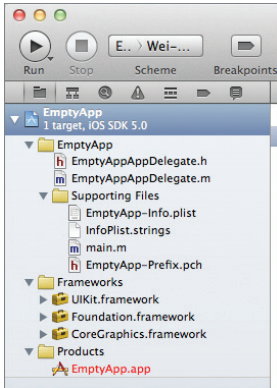 E.. › Wei-...
Run Stop Scheme Breakpoints
EmptyApp
1 target, iOS SDK 5.0
EmptyApp
h EmptyAppAppDelegate.h
m EmptyAppAppDelegate.m
Supporting Files
EmptyApp-Info.plist
InfoPlist.strings
m main.m
h EmptyApp-Prefix.pch
Frameworks
UIKit.framework
Foundation.framework
CoreGraphics.framework
Products
EmptyApp.app